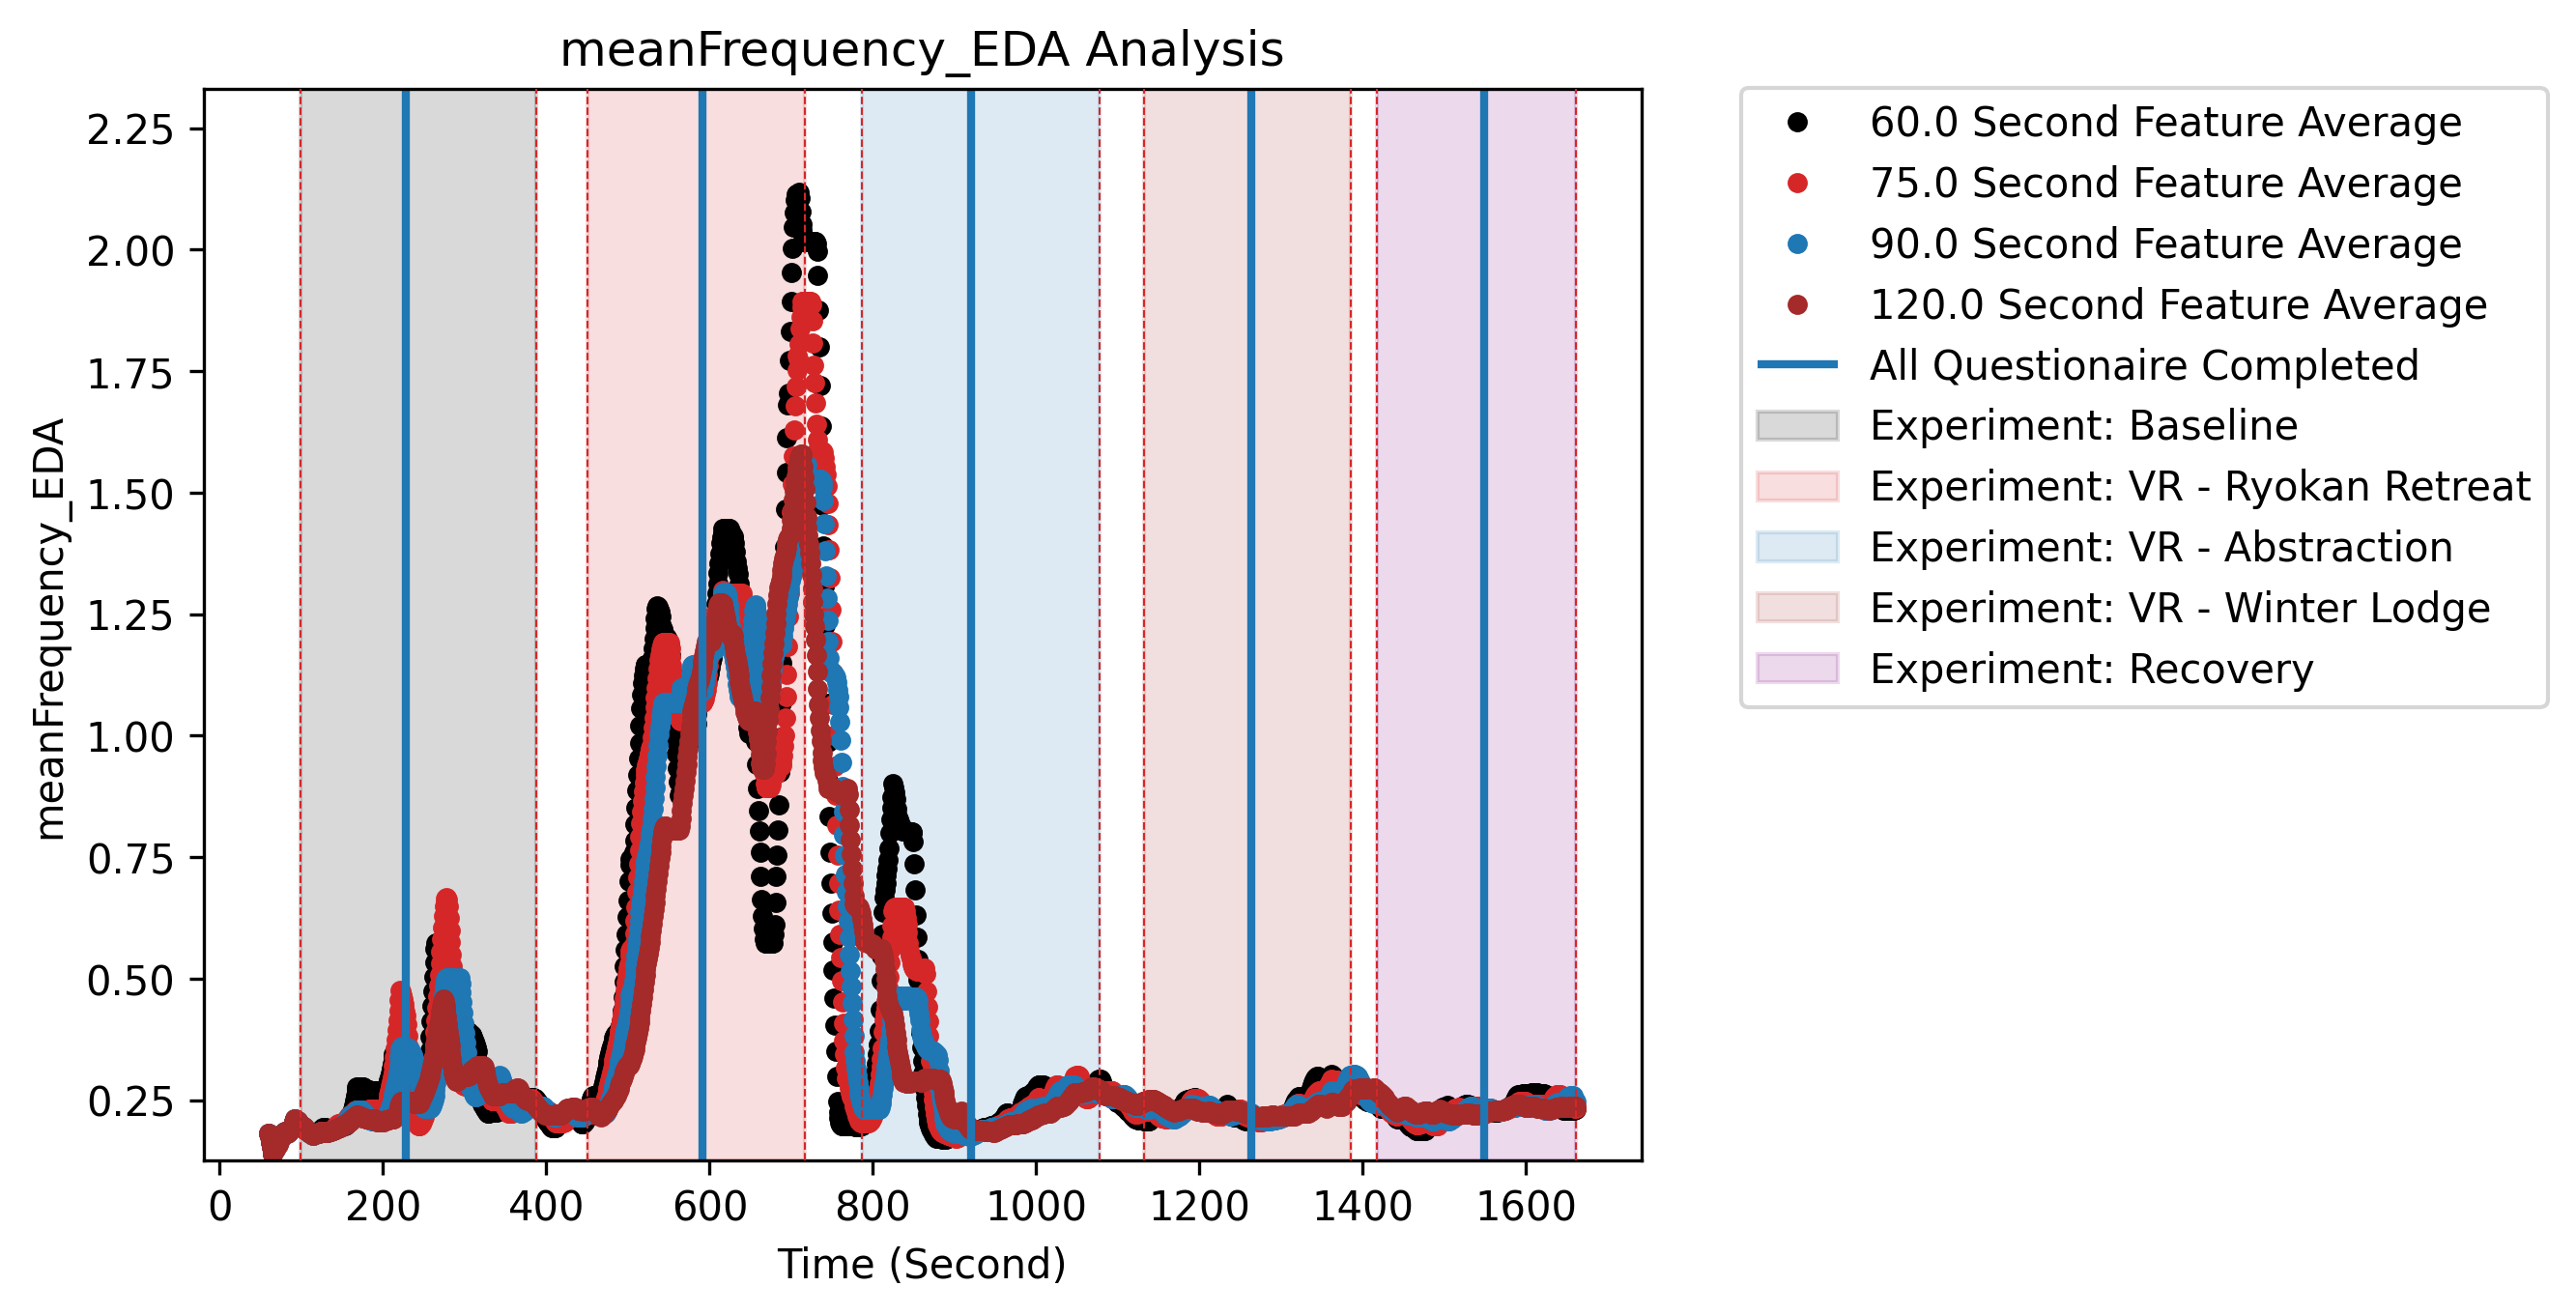 meanFrequency_EDA Analysis
2.25
2.00
1.75
1.50
1.25
1.00
0.75
0.50
0.25
meanFrequency_EDA
0 200 400 600 800 1000 1200 1400 1600
Time (Second)
60.0 Second Feature Average
75.0 Second Feature Average
90.0 Second Feature Average
120.0 Second Feature Average
All Questionaire Completed
Experiment: Baseline
Experiment: VR - Ryokan Retreat
Experiment: VR - Abstraction
Experiment: VR - Winter Lodge
Experiment: Recovery